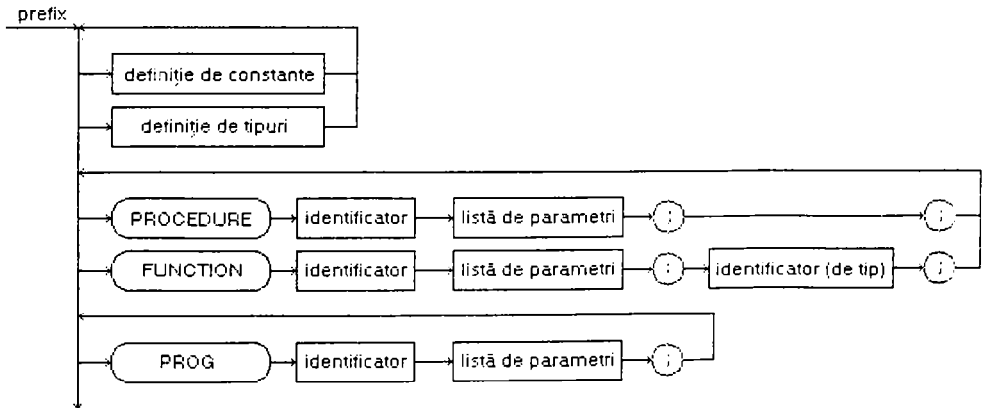 prefix
definiție de constante
definiție de tipuri
PROCEDURE identificator listă de parametri : ;
FUNCTION identificator listă de parametri : identificator (de tip) ;
PROG identificator listă de parametri ;